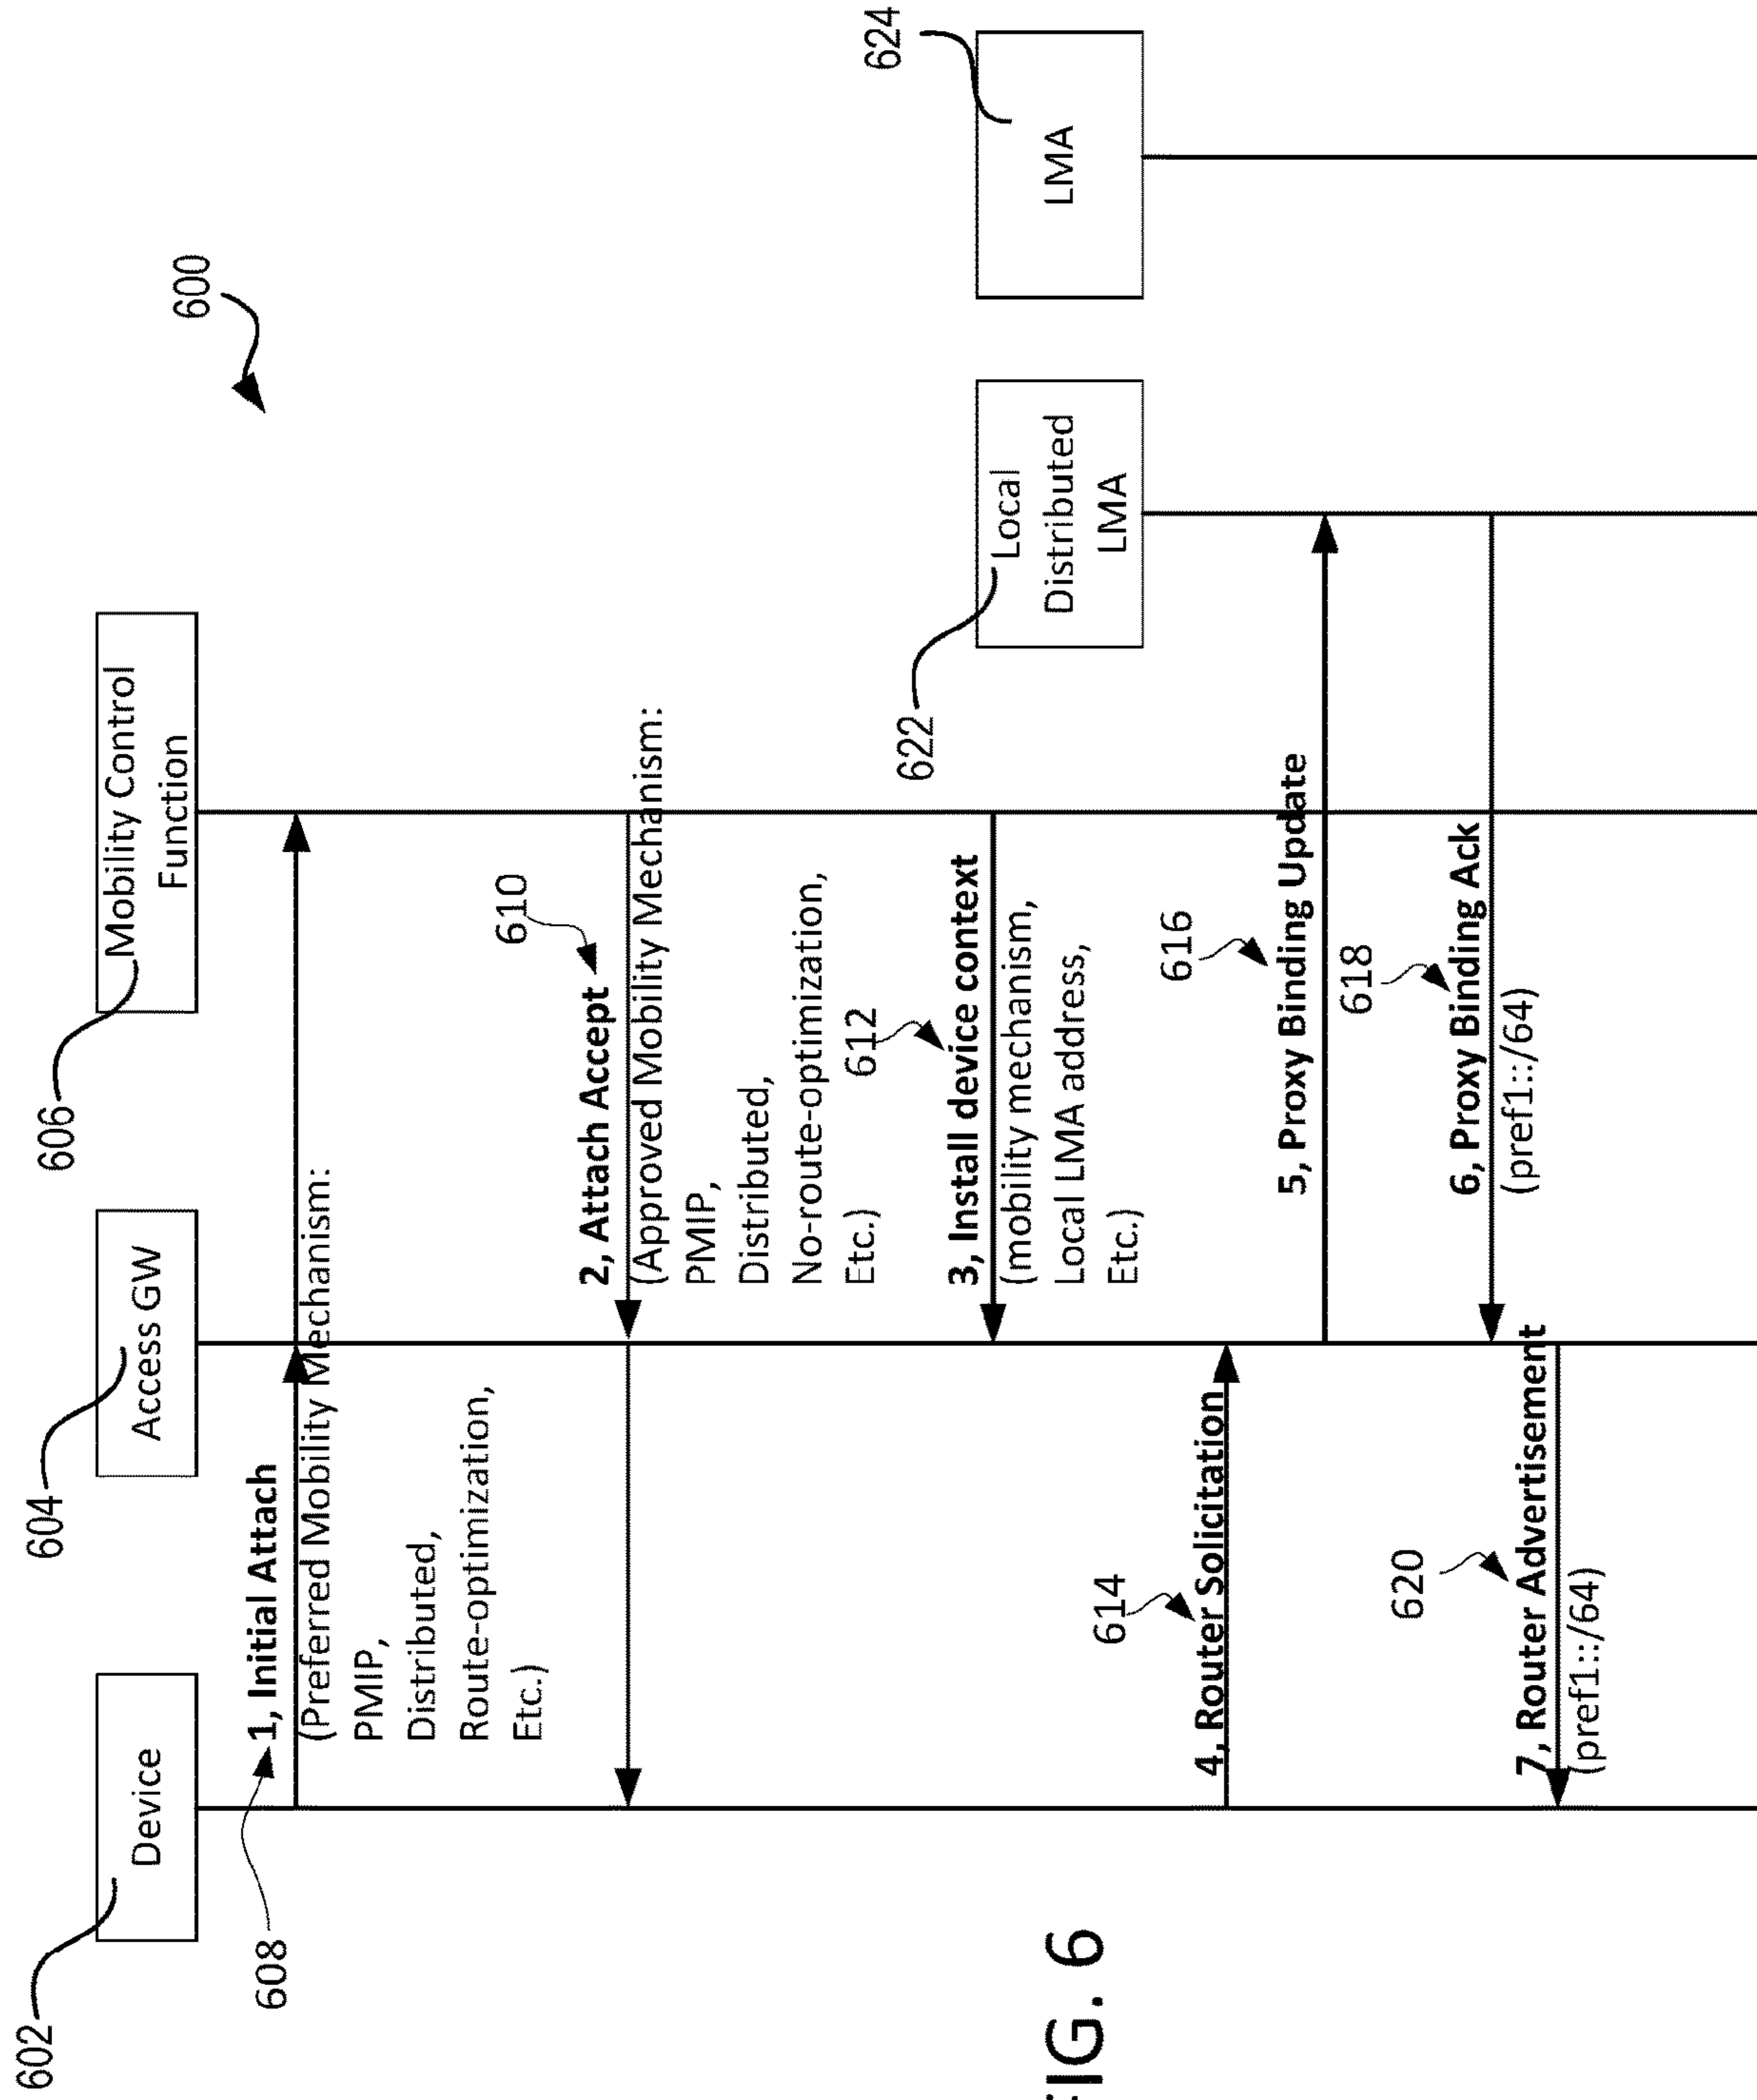 600
602
Device
604
Access GW
606
Mobility Control
Function
608
1, Initial Attach
(Preferred Mobility Mechanism:
PMIP,
Distributed,
Route-optimization,
Etc.)
610
2, Attach Accept
(Approved Mobility Mechanism:
PMIP,
Distributed,
No-route-optimization,
Etc.)
612
3, Install device context
(mobility mechanism,
Local LMA address,
Etc.)
622
Local
Distributed
LMA
624
LMA
614
4, Router Solicitation
616
5, Proxy Binding Update
618
6, Proxy Binding Ack
(pref1::/64)
620
7, Router Advertisement
(pref1::/64)
FIG. 6